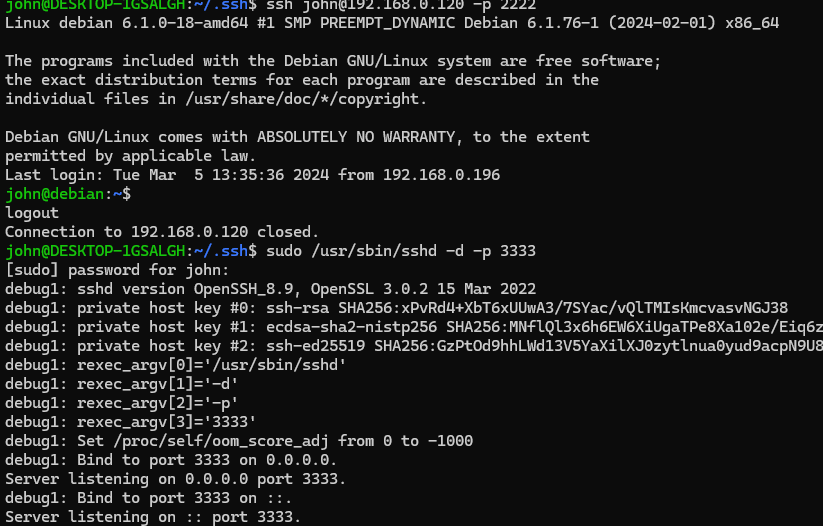 john@DESKTOP-1GSALGH:~/.ssh$ ssh john@192.168.0.120 -p 2222
Linux debian 6.1.0-18-amd64 #1 SMP PREEMPT_DYNAMIC Debian 6.1.76-1 (2024-02-01) x86_64
The programs included with the Debian GNU/Linux system are free software;
the exact distribution terms for each program are described in the
individual files in /usr/share/doc/*/copyright.
Debian GNU/Linux comes with ABSOLUTELY NO WARRANTY, to the extent
permitted by applicable law.
Last login: Tue Mar  5 13:35:36 2024 from 192.168.0.196
john@debian:~$
logout
Connection to 192.168.0.120 closed.
john@DESKTOP-1GSALGH:~/.ssh$ sudo /usr/sbin/sshd -d -p 3333
[sudo] password for john:
debug1: sshd version OpenSSH_8.9, OpenSSL 3.0.2 15 Mar 2022
debug1: private host key #0: ssh-rsa SHA256:xPvRd4+XbT6xUUwA3/7SYac/vQlTMIsKmcvasvNGJ38
debug1: private host key #1: ecdsa-sha2-nistp256 SHA256:MNflQl3x6h6EW6XiUgaTPe8Xa102e/Eiq6z
debug1: private host key #2: ssh-ed25519 SHA256:GzPtOd9hhLWd13V5YaXilXJ0zytlnua0yud9acpN9U8
debug1: rexec_argv[0]='/usr/sbin/sshd'
debug1: rexec_argv[1]='-d'
debug1: rexec_argv[2]='-p'
debug1: rexec_argv[3]='3333'
debug1: Set /proc/self/oom_score_adj from 0 to -1000
debug1: Bind to port 3333 on 0.0.0.0.
Server listening on 0.0.0.0 port 3333.
debug1: Bind to port 3333 on ::.
Server listening on :: port 3333.